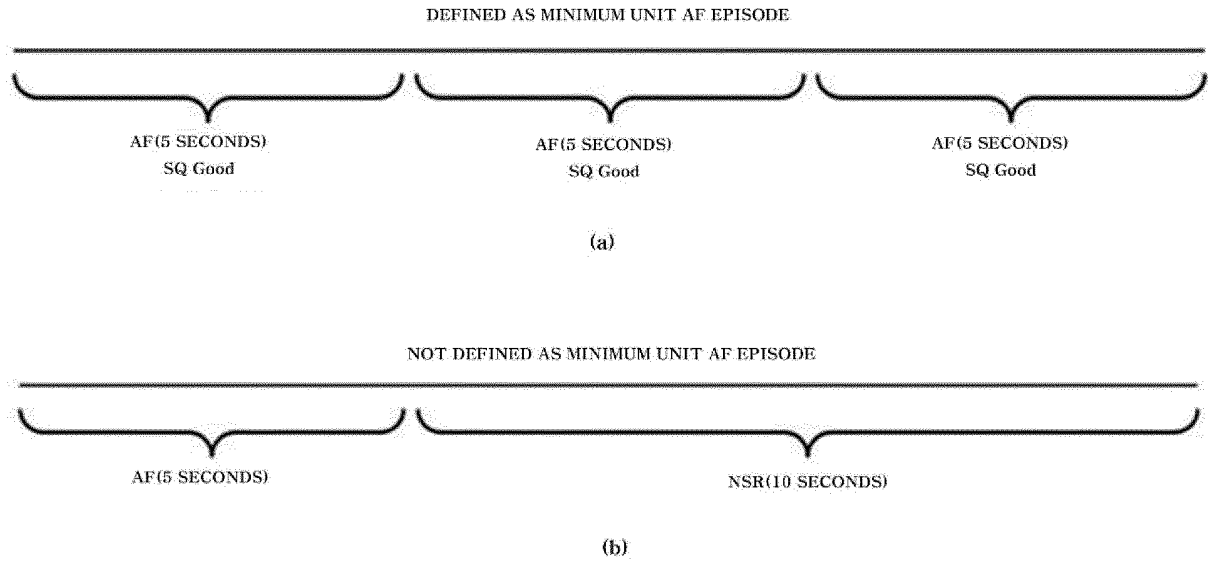 DEFINED AS MINIMUM UNIT AF EPISODE
AF(5 SECONDS)
SQ Good
AF(5 SECONDS)
SQ Good
AF(5 SECONDS)
SQ Good
(a)
NOT DEFINED AS MINIMUM UNIT AF EPISODE
AF(5 SECONDS)
NSR(10 SECONDS)
(b)